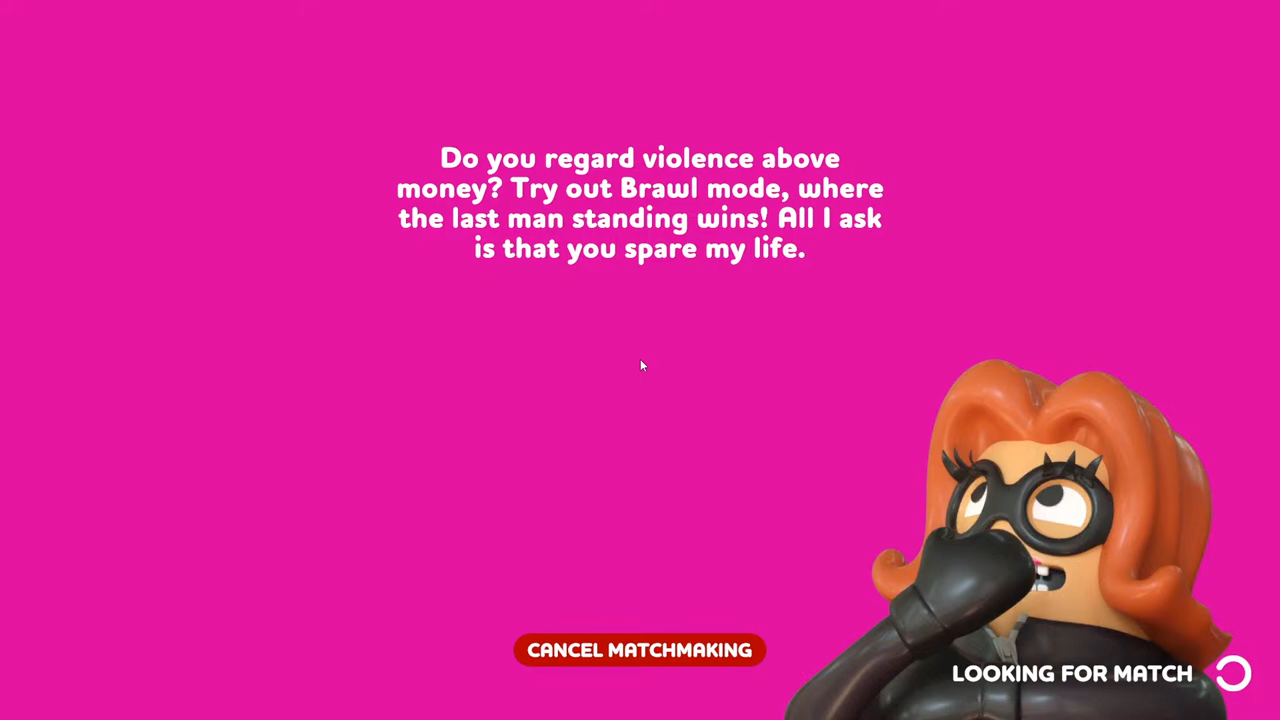 Do you regard violence above
money? Try out Brawl mode, where
the last man standing wins! All I ask
is that you spare my life.
CANCEL MATCHMAKING
LOOKING FOR MATCH